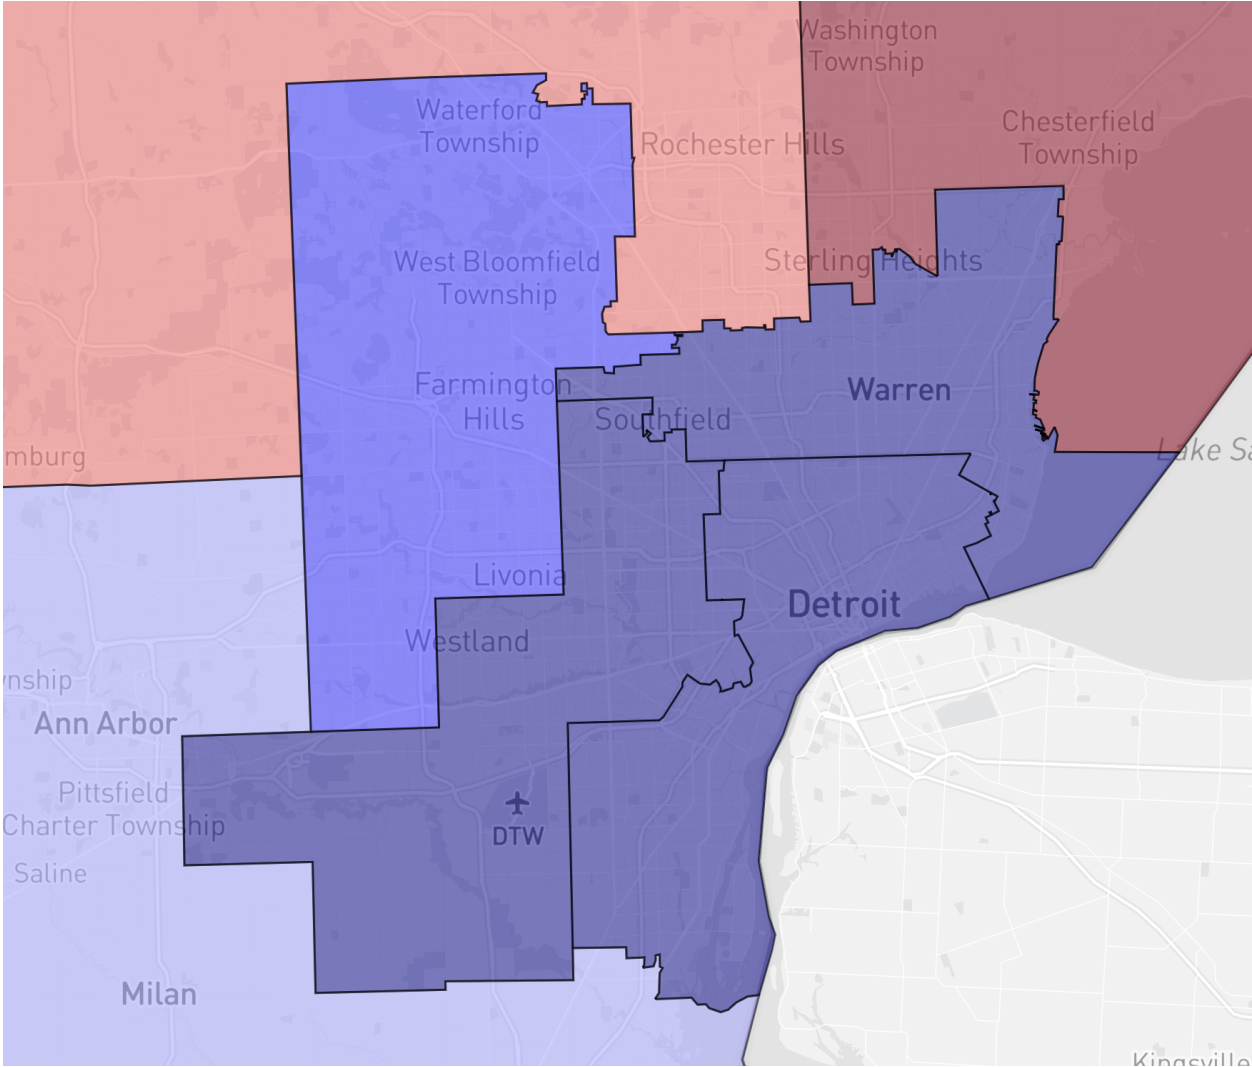 Washington
Township
Waterford
Township
Rochester Hills
Chesterfield
Township
West Bloomfield
Township
Sterling Heights
Farmington
Hills
Warren
Southfield
mburg
Lake Sa
Livonia
Detroit
Westland
wnship
Ann Arbor
Pittsfield
Charter Township
DTW
Saline
Milan
Kingsville